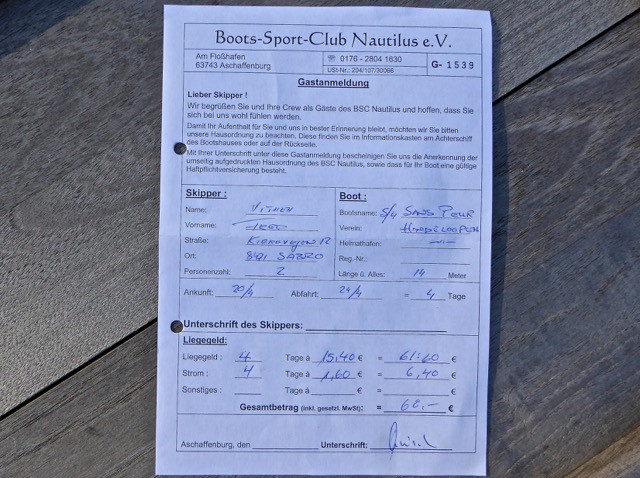 Boots-Sport-Club Nautilus e.V.
Am Floßhafen
63743 Aschaffenburg
☏ 0176 - 2804 1630
USt-Nr.: 204/107/30066
G- 1539
Gastanmeldung
Lieber Skipper !
Wir begrüßen Sie und Ihre Crew als Gäste des BSC Nautilus und hoffen, dass Sie
sich bei uns wohl fühlen werden.
Damit Ihr Aufenthalt für Sie und uns in bester Erinnerung bleibt, möchten wir Sie bitten
unsere Hausordnung zu beachten. Diese finden Sie im Informationskasten am Achterschiff
des Bootshauses oder auf der Rückseite.
Mit Ihrer Unterschrift unter diese Gastanmeldung bescheinigen Sie uns die Anerkennung der
umseitig aufgedruckten Hausordnung des BSC Nautilus, sowie dass für Ihr Boot eine gültige
Haftpflichtversicherung besteht.
Skipper :
Name:
Vorname:
Straße:
Ort: 8471 SABRO
Personenzahl: 2
Boot :
Bootsname: S/Y SANS PEUR
Verein:
Heimathafen: —
Reg.-Nr.:
Länge ü. Alles: 14 Meter
Ankunft: 20/4 Abfahrt: 24/4 = 4 Tage
Unterschrift des Skippers:
Liegegeld:
Liegegeld : 4 Tage à 15,40 € = 61.60 €
Strom : 4 Tage à 1,60 € = 6,40 €
Sonstiges : Tage à € = €
Gesamtbetrag (inkl. gesetzl. MwSt): = 68,- €
Aschaffenburg, den Unterschrift: